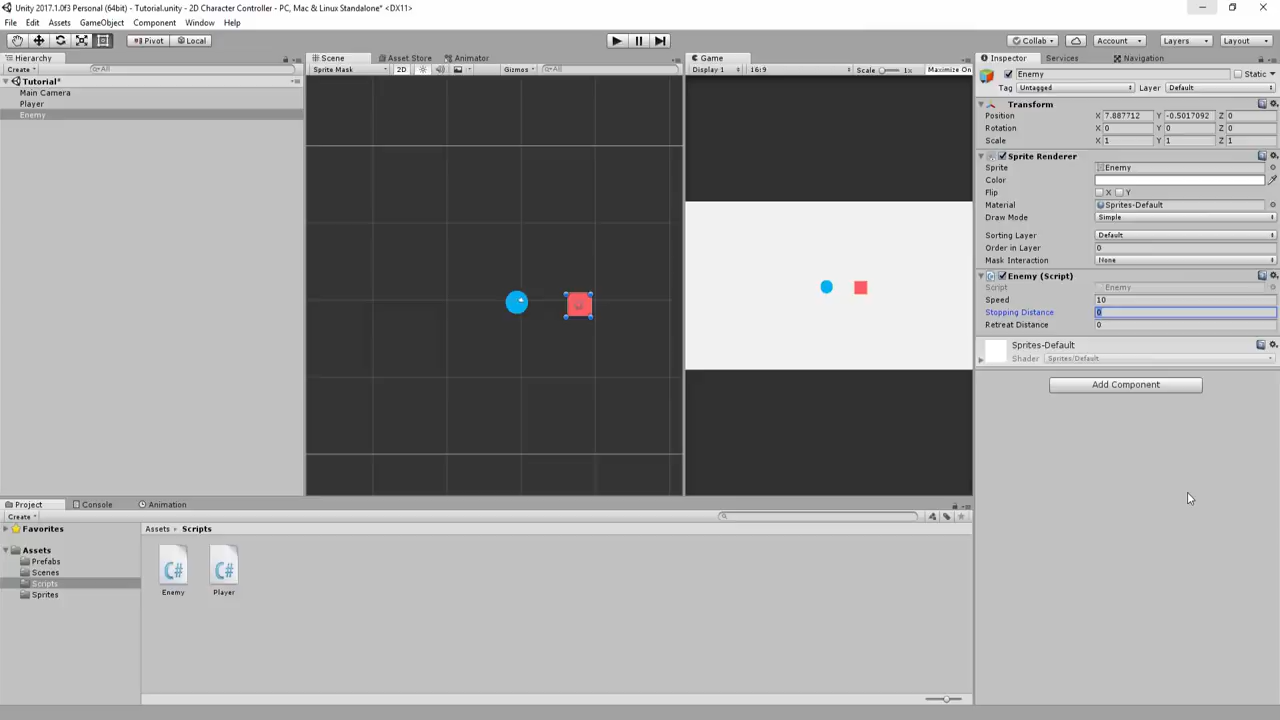 Unity 2017.1.0f3 Personal (64bit) - Tutorial.unity - 2D Character Controller - PC, Mac & Linux Standalone* <DX11>
File Edit Assets GameObject Component Window Help
Pivot Local Collab Account Layers Layout
Hierarchy
Create All
Tutorial*
Main Camera
Player
Enemy
Scene Asset Store Animator
Sprite Mask 2D Gizmos All
Game
Display 1 16:9 Scale 1x Maximize On
Inspector Services Navigation
Enemy Static
Tag Untagged Layer Default
Transform
Position X 7.887712 Y -0.5017092 Z 0
Rotation X 0 Y 0 Z 0
Scale X 1 Y 1 Z 1
Sprite Renderer
Sprite Enemy
Color
Flip X Y
Material Sprites-Default
Draw Mode Simple
Sorting Layer Default
Order in Layer 0
Mask Interaction None
Enemy (Script)
Script Enemy
Speed 10
Stopping Distance 0
Retreat Distance 0
Sprites-Default
Shader Sprites/Default
Add Component
Project Console Animation
Create
Favorites
Assets
Prefabs
Scenes
Scripts
Sprites
Assets Scripts
C# C#
Enemy Player